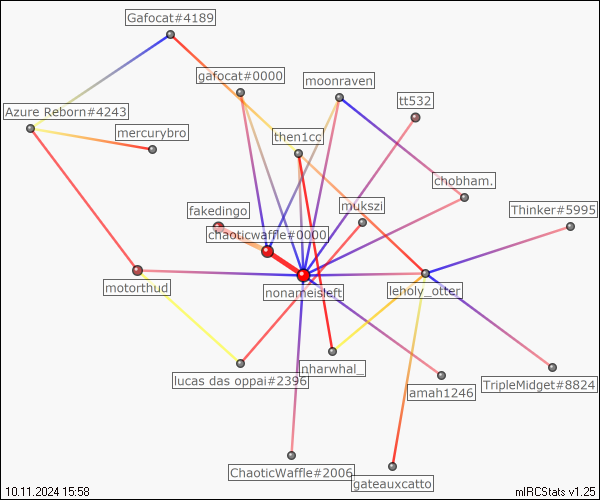 Gafocat#4189
gafocat#0000
moonraven
tt532
Azure Reborn#4243
mercurybro
then1cc
chobham.
fakedingo
mukszi
Thinker#5995
chaoticwaffle#0000
motorthud
nonameisleft
leholy_otter
lucas das oppai#2396
nharwhal_
amah1246
TripleMidget#8824
ChaoticWaffle#2006
gateauxcatto
10.11.2024 15:58
mIRCStats v1.25